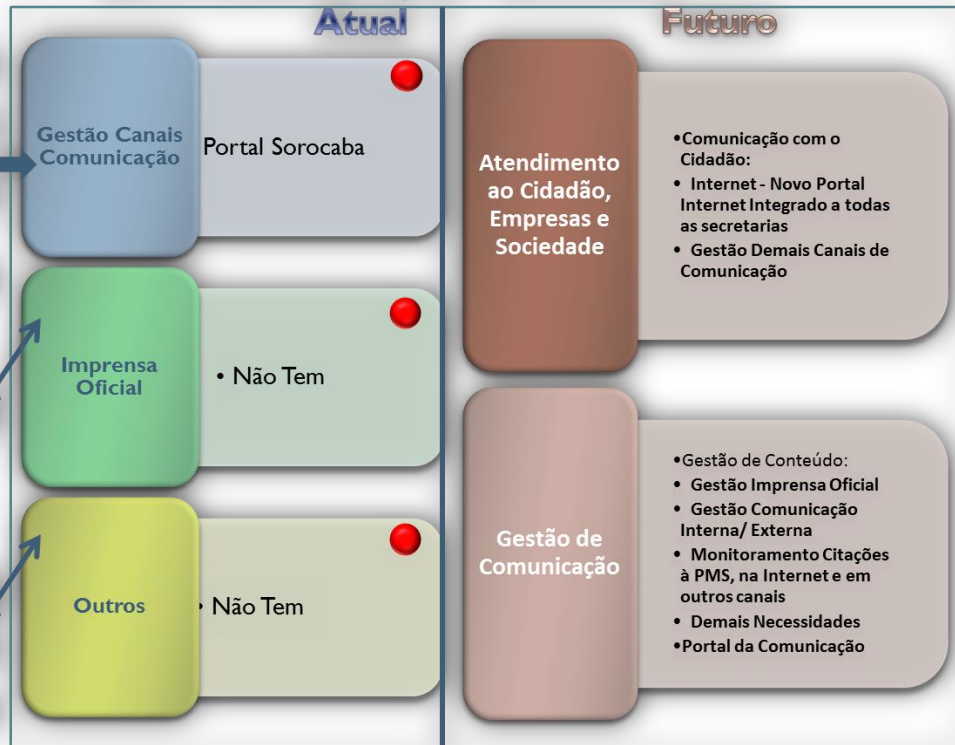 Atual
Gestão Canais
Comunicação
Portal Sorocaba
Imprensa
Oficial
• Não Tem
Outros
• Não Tem
Futuro
Atendimento
ao Cidadão,
Empresas e
Sociedade
•Comunicação com o
Cidadão:
• Internet - Novo Portal
Internet Integrado a todas
as secretarias
• Gestão Demais Canais de
Comunicação
Gestão de
Comunicação
•Gestão de Conteúdo:
• Gestão Imprensa Oficial
• Gestão Comunicação
Interna/ Externa
• Monitoramento Citações
à PMS, na Internet e em
outros canais
• Demais Necessidades
•Portal da Comunicação